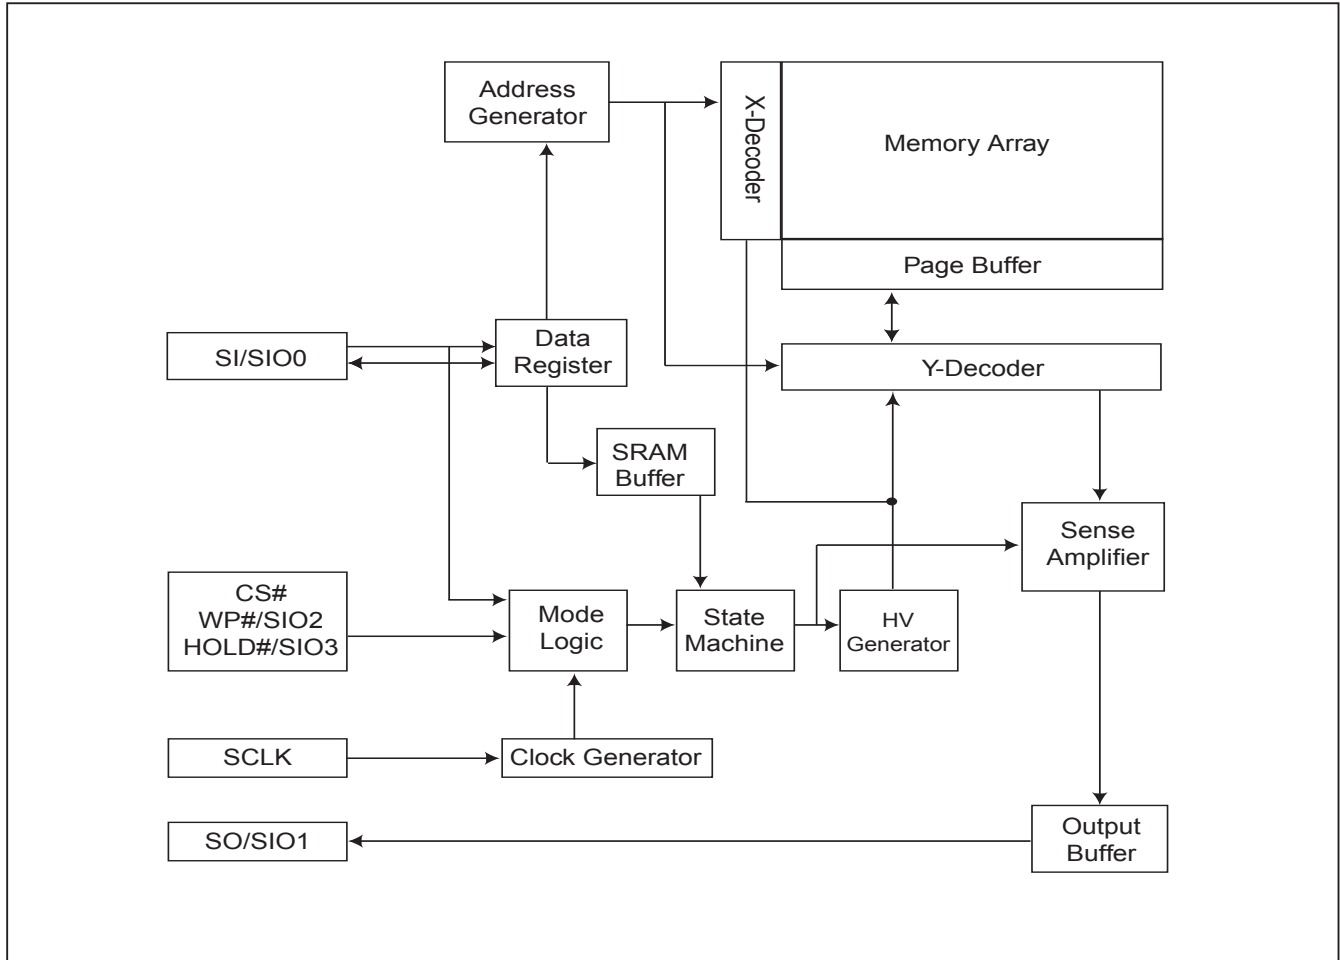 Address
Generator
X-Decoder
Memory Array
Page Buffer
SI/SIO0
Data
Register
Y-Decoder
SRAM
Buffer
Sense
Amplifier
CS#
WP#/SIO2
HOLD#/SIO3
Mode
Logic
State
Machine
HV
Generator
SCLK
Clock Generator
SO/SIO1
Output
Buffer